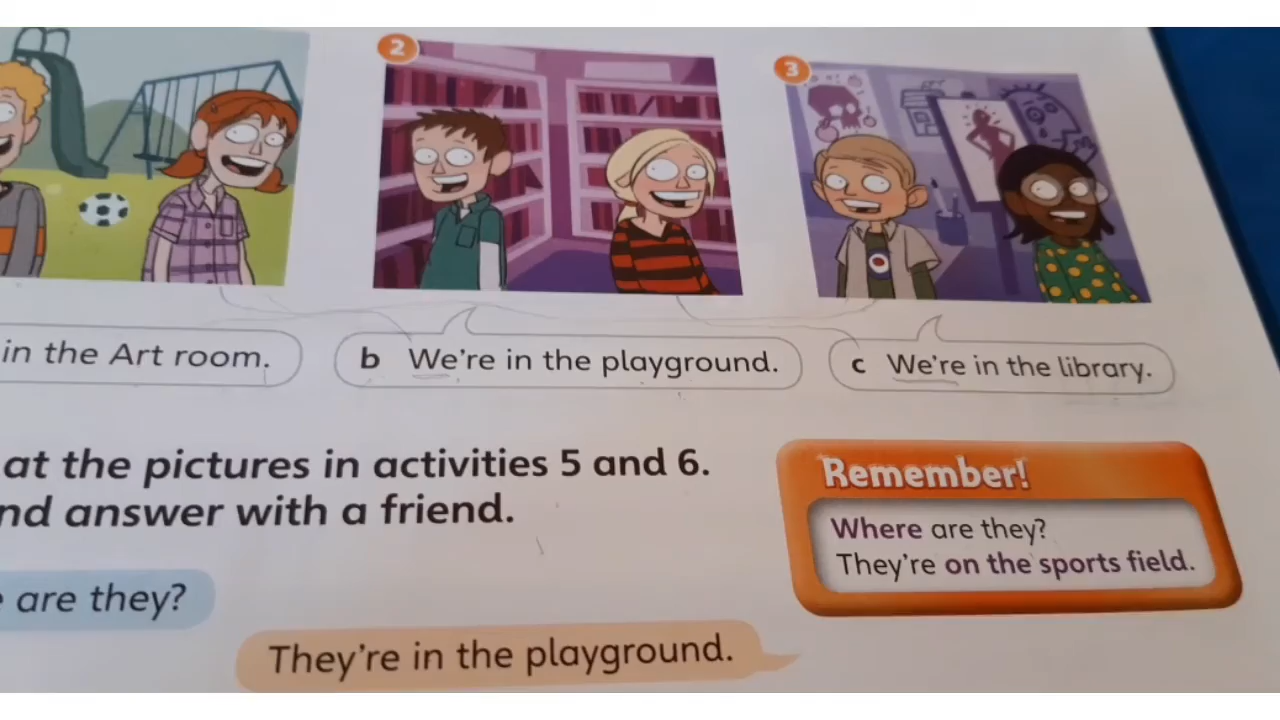 2
3
in the Art room.
b We're in the playground.
c We're in the library.
at the pictures in activities 5 and 6.
nd answer with a friend.
are they?
They're in the playground.
Remember!
Where are they?
They're on the sports field.